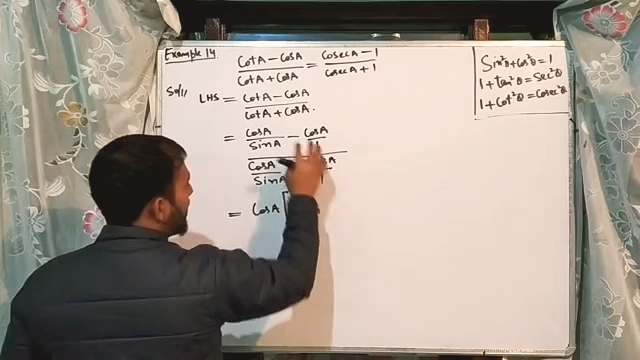 Example 14
CotA - CosA / CotA + CosA = CosecA - 1 / CosecA + 1
Sol// LHS = CotA - CosA / CotA + CosA.
= CosA / SinA - CosA / 1
CosA / SinA
= CosA [
Sin²θ + Cos²θ = 1
1 + tan²θ = Sec²θ
1 + Cot²θ = Cosec²θ